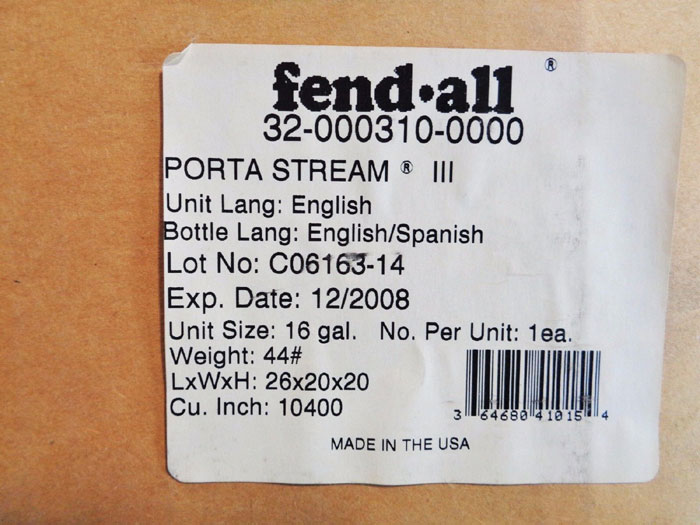 fend·all ®
32-000310-0000
PORTA STREAM ® III
Unit Lang: English
Bottle Lang: English/Spanish
Lot No: C06163-14
Exp. Date: 12/2008
Unit Size: 16 gal. No. Per Unit: 1ea.
Weight: 44#
LxWxH: 26x20x20
Cu. Inch: 10400
3 64680 41015 4
MADE IN THE USA